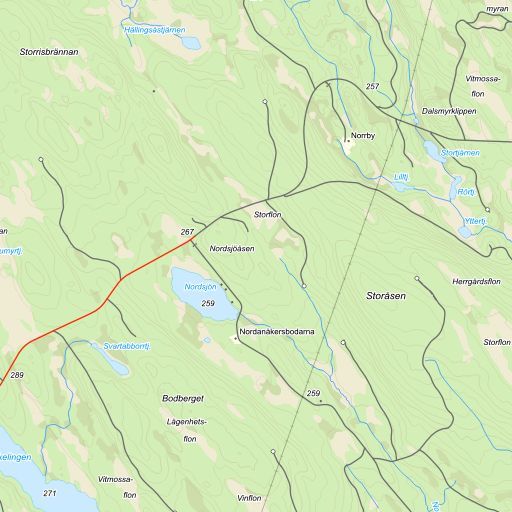 myran
Hällingsåstjärnen
Storrisbrännan
Vitmossa-
flon
257
Dalsmyrklippen
Norrby
Stortjärnen
Lilltj.
Rörtj.
Storflon
Yttertj.
267
Nordsjöåsen
Herrgårdsflon
Nordsjön
259
Storåsen
Nordanåkersbodarna
Storflon
Svartabborrtj.
289
259
Bodberget
Lägenhets-
flon
271
Vitmossa-
flon
Vinflon